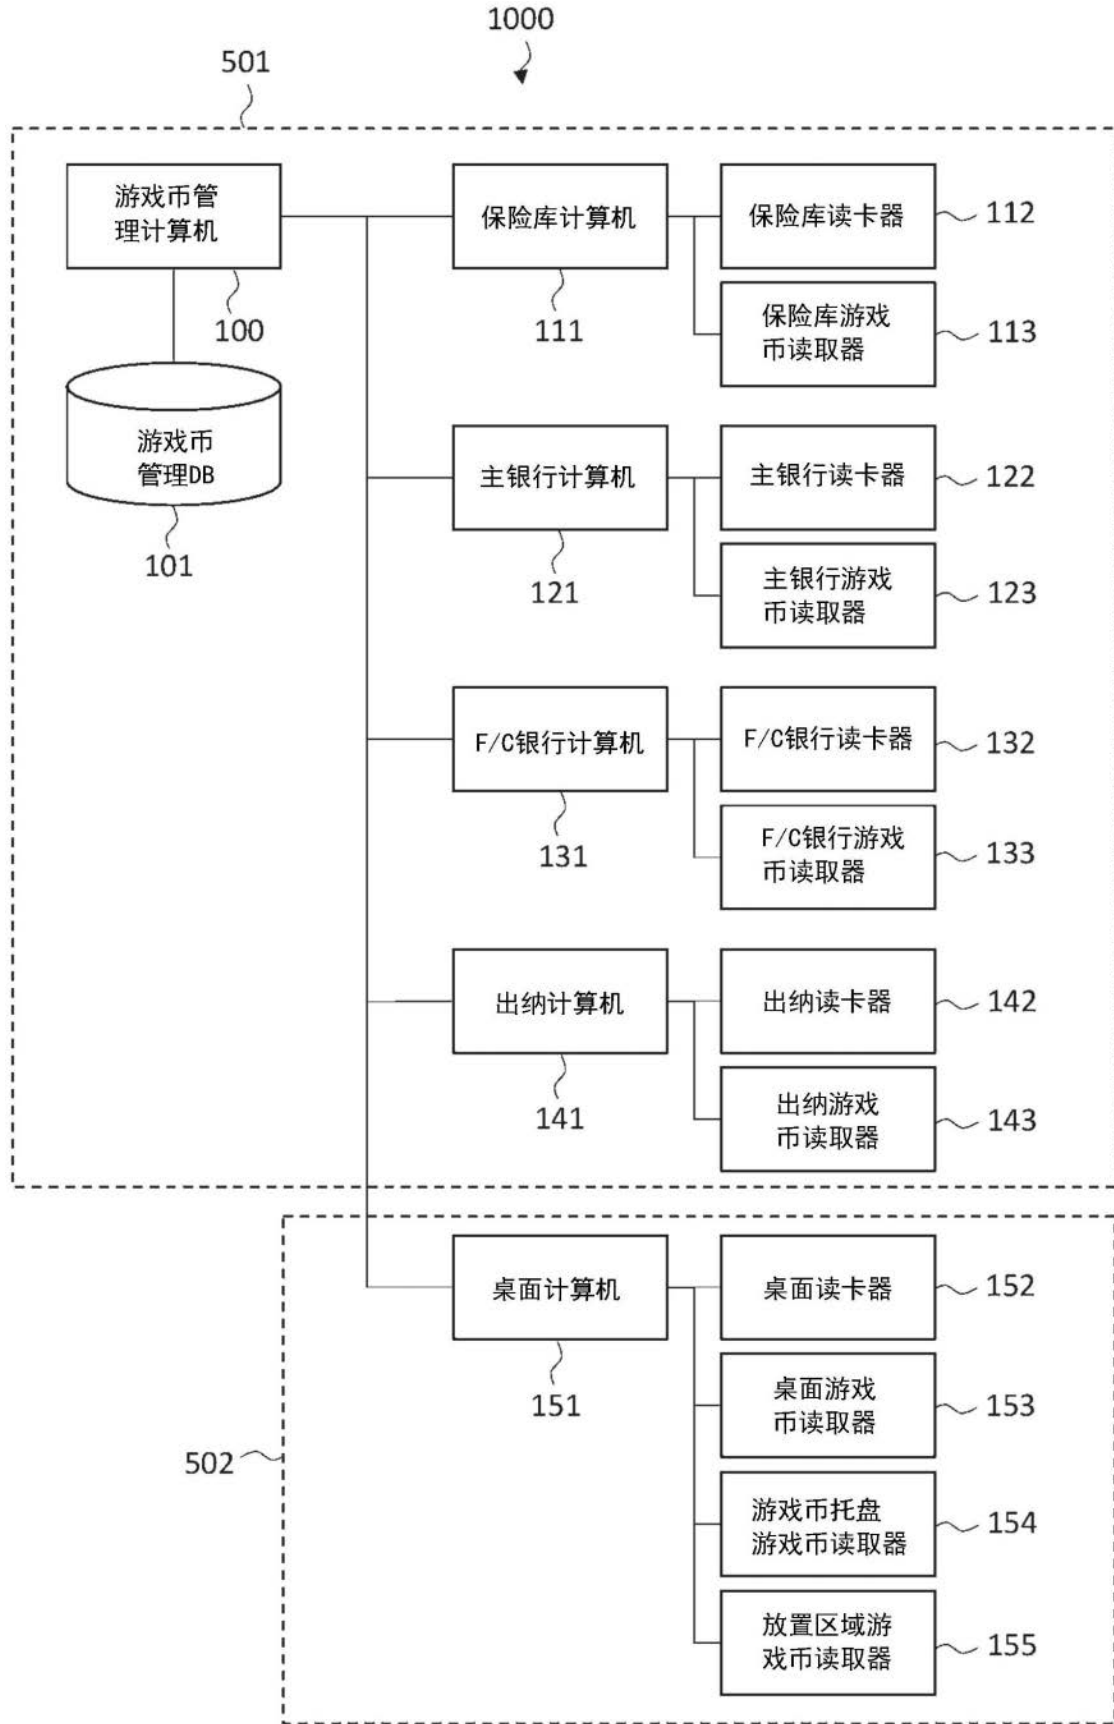 1000
501
游戏币管
理计算机
100
游戏币
管理DB
101
保险库计算机
111
保险库读卡器
112
保险库游戏
币读取器
113
主银行计算机
121
主银行读卡器
122
主银行游戏
币读取器
123
F/C银行计算机
131
F/C银行读卡器
132
F/C银行游戏
币读取器
133
出纳计算机
141
出纳读卡器
142
出纳游戏
币读取器
143
502
桌面计算机
151
桌面读卡器
152
桌面游戏
币读取器
153
游戏币托盘
游戏币读取器
154
放置区域游
戏币读取器
155